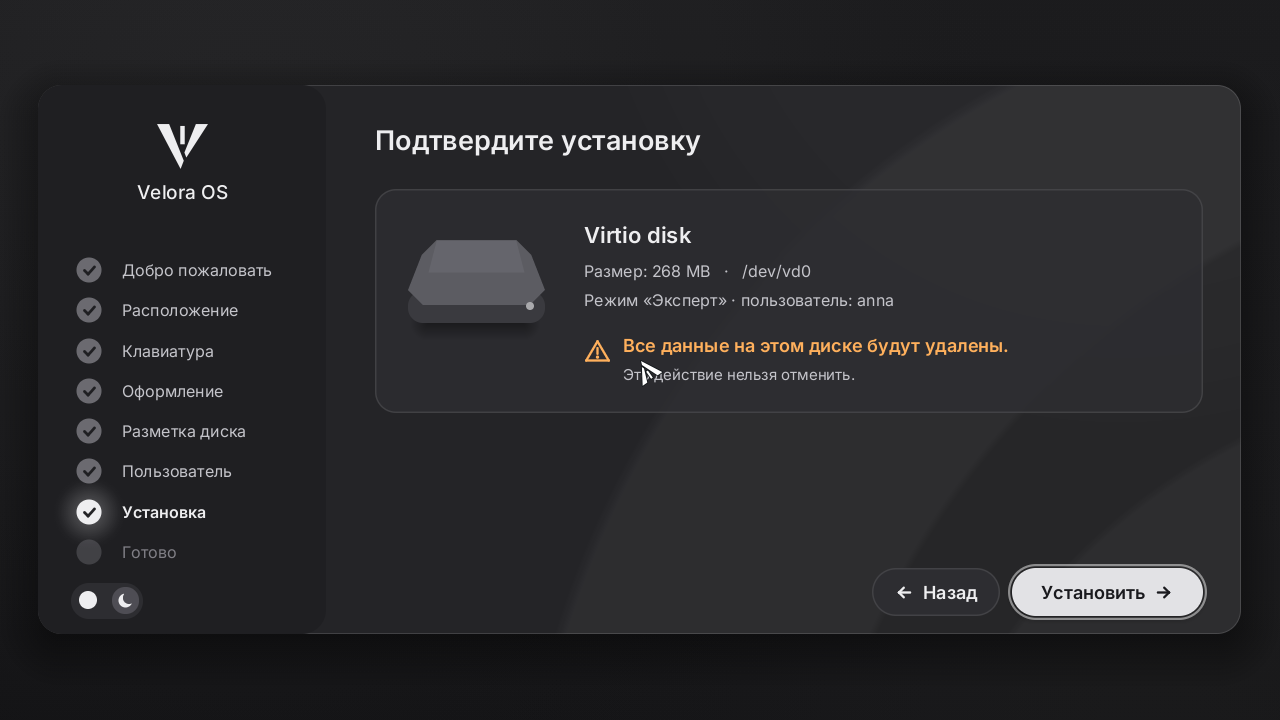 Velora OS
Добро пожаловать
Расположение
Клавиатура
Оформление
Разметка диска
Пользователь
Установка
Готово
Подтвердите установку
Virtio disk
Размер: 268 MB · /dev/vd0
Режим «Эксперт» · пользователь: anna
Все данные на этом диске будут удалены.
Это действие нельзя отменить.
← Назад
Установить →